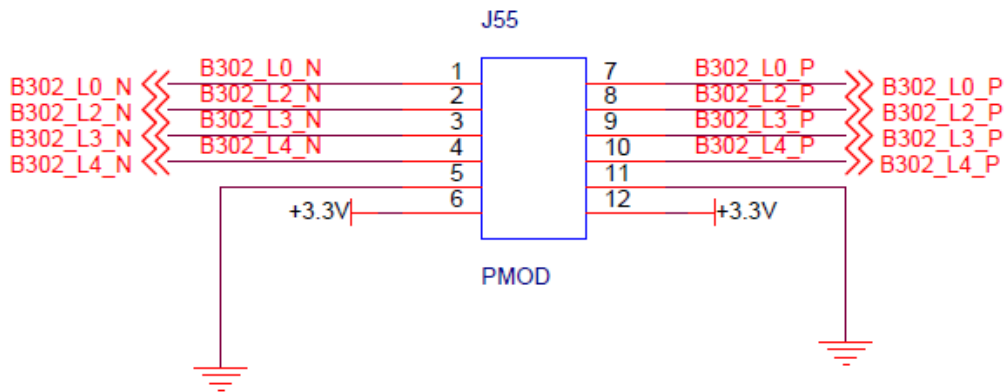 J55
B302_L0_N B302_L0_N 1 7 B302_L0_P B302_L0_P
B302_L2_N B302_L2_N 2 8 B302_L2_P B302_L2_P
B302_L3_N B302_L3_N 3 9 B302_L3_P B302_L3_P
B302_L4_N B302_L4_N 4 10 B302_L4_P B302_L4_P
5 11
+3.3V 6 12 +3.3V
PMOD